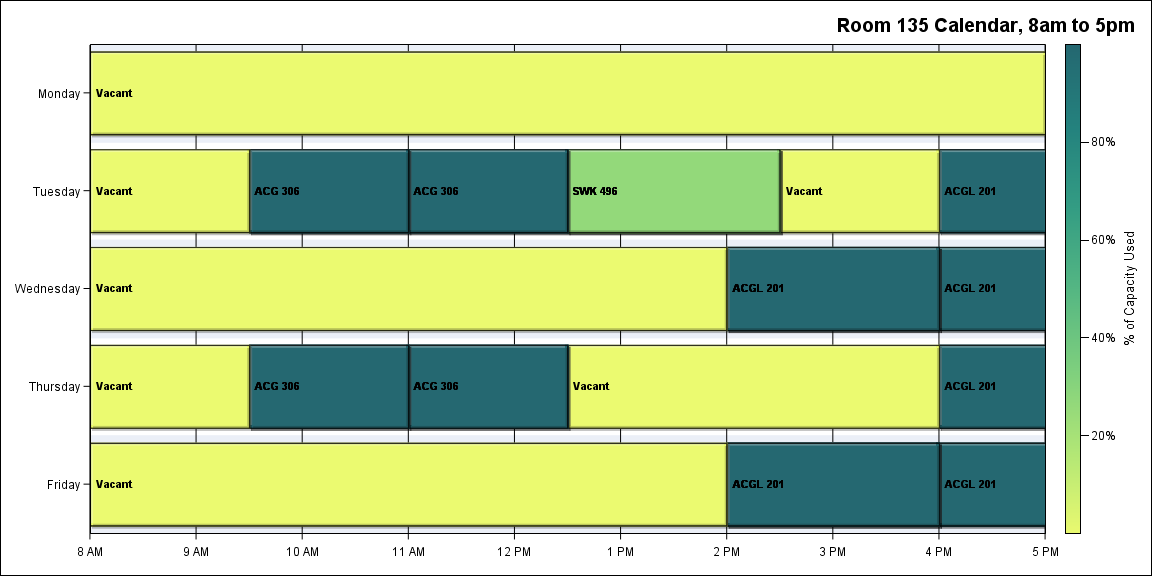 Room 135 Calendar, 8am to 5pm
Monday
Vacant
Tuesday
Vacant
ACG 306
ACG 306
SWK 496
Vacant
ACGL 201
Wednesday
Vacant
ACGL 201
ACGL 201
Thursday
Vacant
ACG 306
ACG 306
Vacant
ACGL 201
Friday
Vacant
ACGL 201
ACGL 201
8 AM
9 AM
10 AM
11 AM
12 PM
1 PM
2 PM
3 PM
4 PM
5 PM
80%
60%
40%
20%
% of Capacity Used